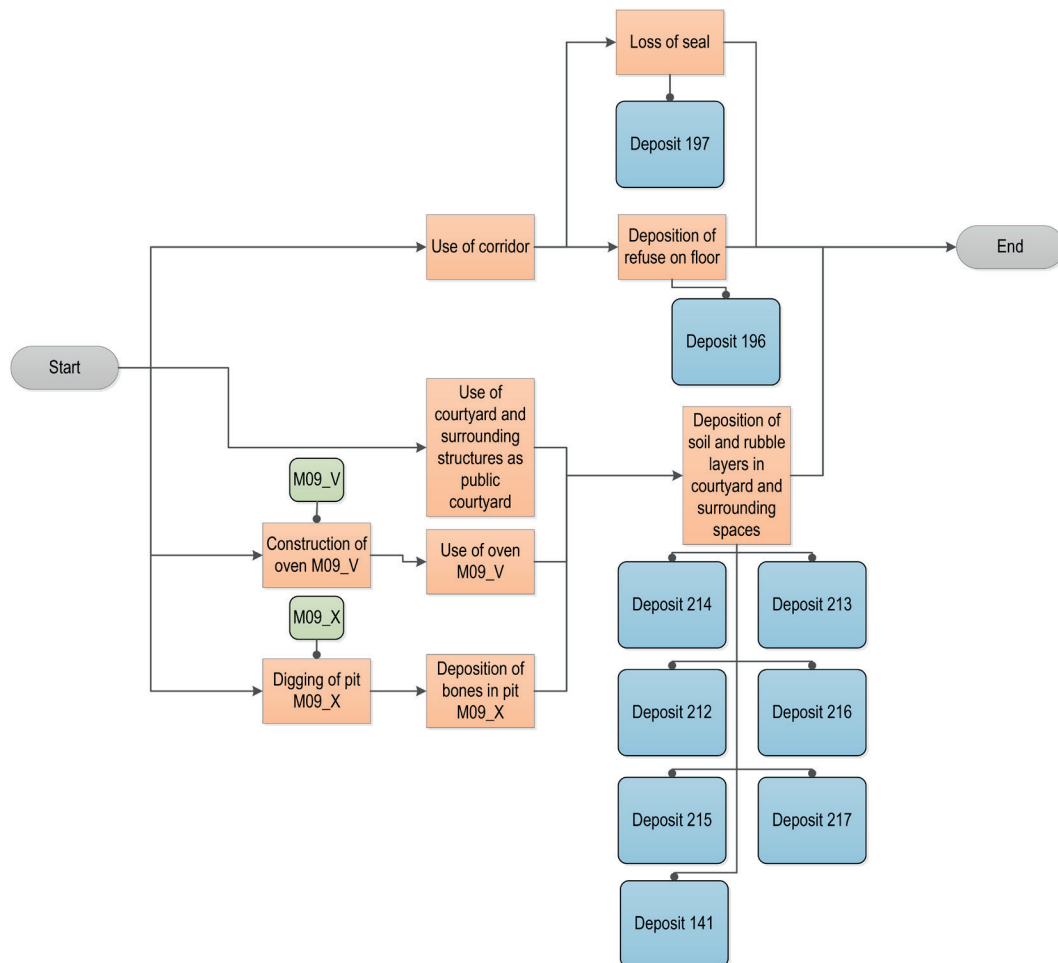 Loss of seal
Deposit 197
Use of corridor
Deposition of
refuse on floor
End
Deposit 196
Start
Use of
courtyard and
surrounding
structures as
public
courtyard
Deposition of
soil and rubble
layers in
courtyard and
surrounding
spaces
M09_V
Construction of
oven M09_V
Use of oven
M09_V
Deposit 214
Deposit 213
M09_X
Digging of pit
M09_X
Deposition of
bones in pit
M09_X
Deposit 212
Deposit 216
Deposit 215
Deposit 217
Deposit 141